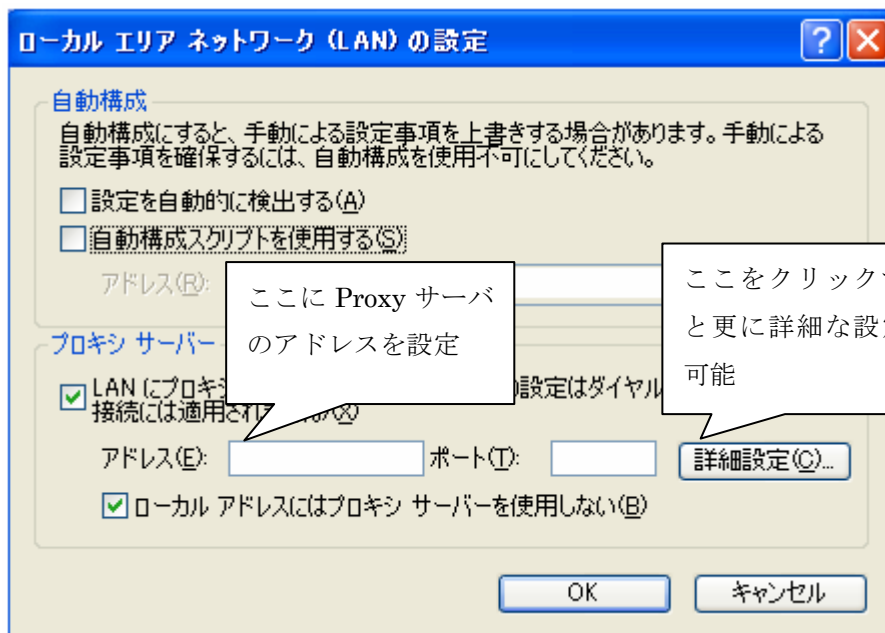 ローカル エリア ネットワーク (LAN) の設定
自動構成
自動構成にすると、手動による設定事項を上書きする場合があります。手動による
設定事項を確保するには、自動構成を使用不可にしてください。
設定を自動的に検出する(A)
自動構成スクリプトを使用する(S)
アドレス(R):
ここに Proxy サーバ
のアドレスを設定
ここをクリック
と更に詳細な設
可能
プロキシ サーバー
LAN にプロキ
設定はダイヤル
接続には適用され
(X)
アドレス(E):
ポート(T):
詳細設定(C)...
ローカル アドレスにはプロキシ サーバーを使用しない(B)
OK
キャンセル